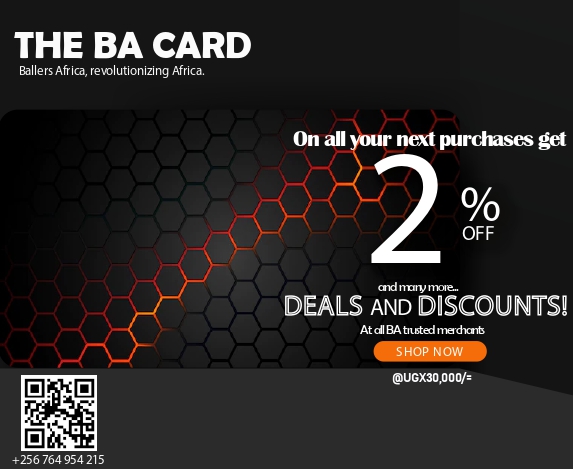 THE BA CARD
Ballers Africa, revolutionizing Africa.
On all your next purchases get
2
%
OFF
and many more...
DEALS AND DISCOUNTS!
At all BA trusted merchants
SHOP NOW
@UGX30,000/=
+256 764 954 215